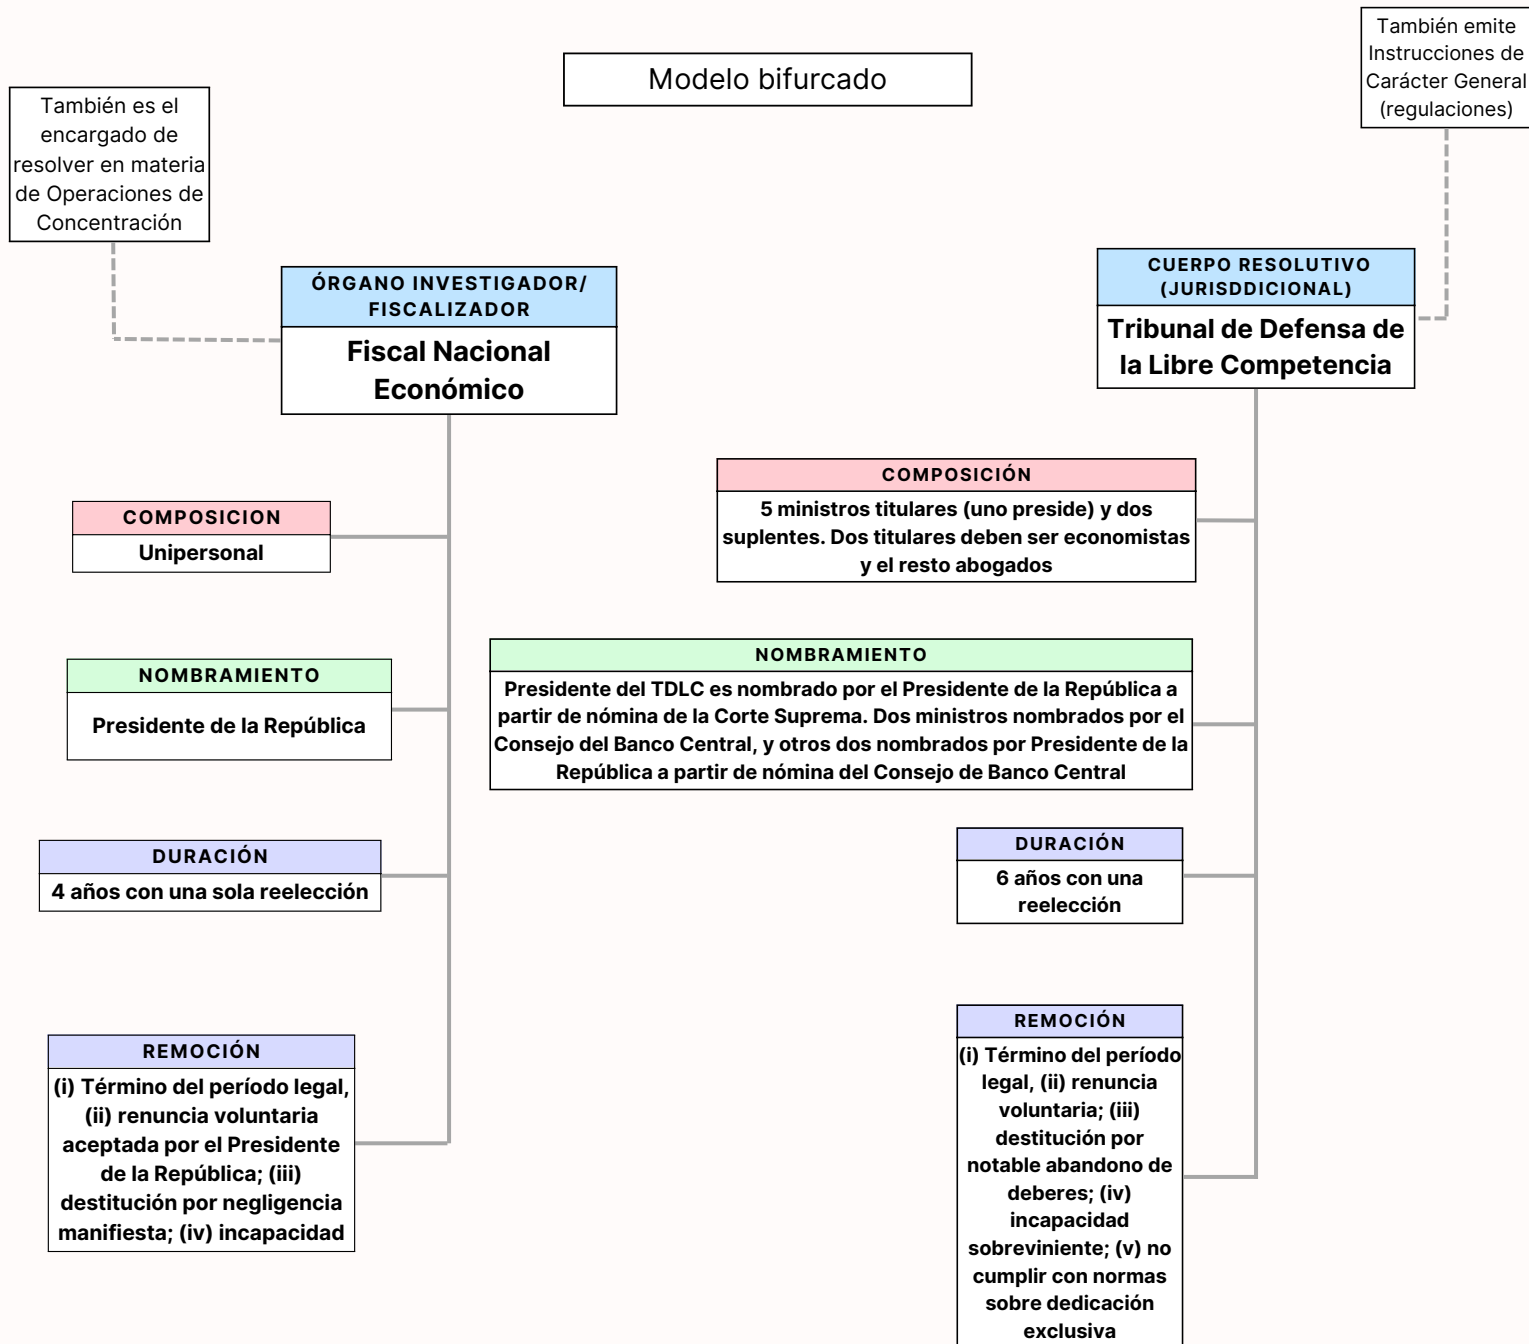 Modelo bifurcado
También es el
encargado de
resolver en materia
de Operaciones de
Concentración
También emite
Instrucciones de
Carácter General
(regulaciones)
ÓRGANO INVESTIGADOR/
FISCALIZADOR
Fiscal Nacional
Económico
COMPOSICION
Unipersonal
NOMBRAMIENTO
Presidente de la República
DURACIÓN
4 años con una sola reelección
REMOCIÓN
(i) Término del período legal,
(ii) renuncia voluntaria
aceptada por el Presidente
de la República; (iii)
destitución por negligencia
manifiesta; (iv) incapacidad
CUERPO RESOLUTIVO
(JURISDDICIONAL)
Tribunal de Defensa de
la Libre Competencia
COMPOSICIÓN
5 ministros titulares (uno preside) y dos
suplentes. Dos titulares deben ser economistas
y el resto abogados
NOMBRAMIENTO
Presidente del TDLC es nombrado por el Presidente de la República a
partir de nómina de la Corte Suprema. Dos ministros nombrados por el
Consejo del Banco Central, y otros dos nombrados por Presidente de la
República a partir de nómina del Consejo de Banco Central
DURACIÓN
6 años con una
reelección
REMOCIÓN
(i) Término del período
legal, (ii) renuncia
voluntaria; (iii)
destitución por
notable abandono de
deberes; (iv)
incapacidad
sobreviniente; (v) no
cumplir con normas
sobre dedicación
exclusiva